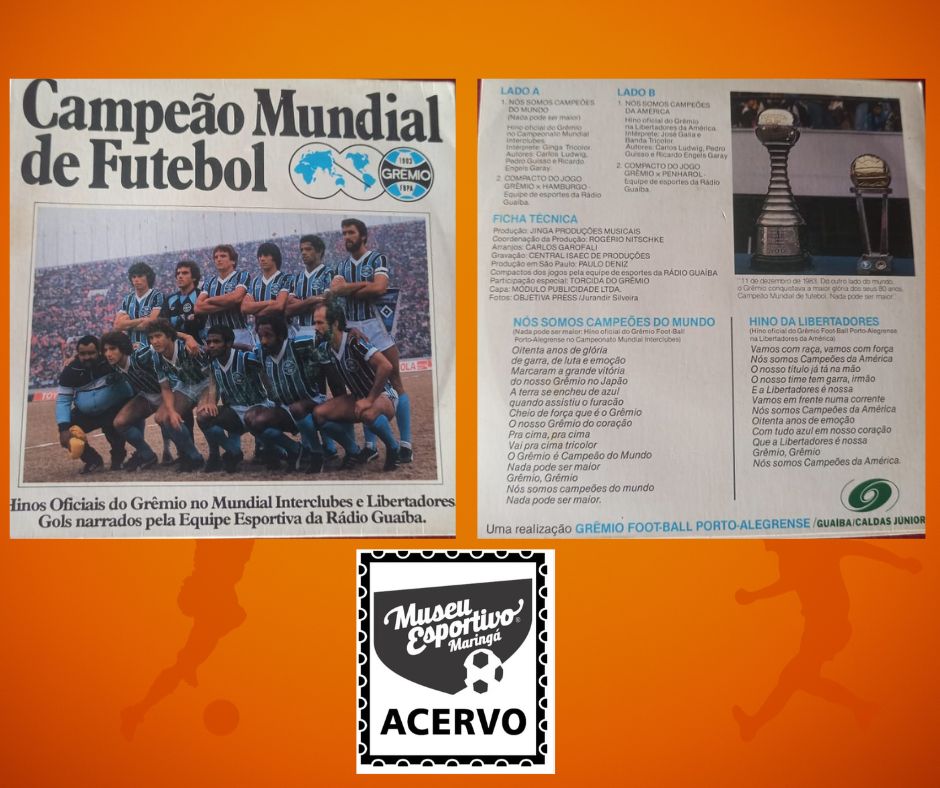 Campeão Mundial
de Futebol
1903
GRÊMIO
FBPA
TOYO
OLA
Hinos Oficiais do Grêmio no Mundial Interclubes e Libertadores.
Gols narrados pela Equipe Esportiva da Rádio Guaíba.
LADO A
1. NÓS SOMOS CAMPEÕES
DO MUNDO
(Nada pode ser maior)
Hino oficial do Grêmio
no Campeonato Mundial
Interclubes.
Intérprete: Ginga Tricolor.
Autores: Carlos Ludwig,
Pedro Guisso e Ricardo
Engels Garay.
2. COMPACTO DO JOGO
GRÊMIO x HAMBURGO
Equipe de esportes da Rádio
Guaíba.
LADO B
1. NÓS SOMOS CAMPEÕES
DA AMÉRICA
Hino oficial do Grêmio
na Libertadores da América.
Intérprete: José Galia e
Banda Tricolor.
Autores: Carlos Ludwig, Pedro
Guisso e Ricardo Engels Garay
2. COMPACTO DO JOGO
GRÊMIO x PENHAROL-
Equipe de esportes da Rádio
Guaíba.
FICHA TÉCNICA
Produção: JINGA PRODUÇÕES MUSICAIS
Coordenação da Produção: ROGÉRIO NITSCHKE
Arranjos: CARLOS GAROFALI
Gravação: CENTRAL ISAEC DE PRODUÇÕES
Produção em São Paulo: PAULO DENIZ
Compactos dos jogos pela equipe de esportes da RÁDIO GUAÍBA
Participação especial: TORCIDA DO GRÊMIO
Capa: MÓDULO PUBLICIDADE LTDA.
Fotos: OBJETIVA PRESS /Jurandir Silveira
11 de dezembro de 1983. Do outro lado do mundo,
o Grêmio conquistava a maior glória dos seus 80 anos.
Campeão Mundial de futebol. Nada pode ser maior.
NÓS SOMOS CAMPEÕES DO MUNDO
(Nada pode ser maior: Hino oficial do Grêmio Foot-Ball
Porto-Alegrense no Campeonato Mundial Interclubes)
Oitenta anos de glória
de garra, de luta e emoção
Marcaram a grande vitória
do nosso Grêmio no Japão
A terra se encheu de azul
quando assistiu o furacão
Cheio de força que é o Grêmio
O nosso Grêmio do coração
Pra cima, pra cima
Vai pra cima tricolor
O Grêmio é Campeão do Mundo
Nada pode ser maior
Grêmio, Grêmio
Nós somos campeões do mundo
Nada pode ser maior.
HINO DA LIBERTADORES
(Hino oficial do Grêmio Foot-Ball Porto-Alegrense
na Libertadores da América)
Vamos com raça, vamos com força
Nós somos Campeões da América
O nosso título já tá na mão
O nosso time tem garra, irmão
E a Libertadores é nossa
Vamos em frente numa corrente
Nós somos Campeões da América
Oitenta anos de emoção
Com tudo azul em nosso coração
Que a Libertadores é nossa
Grêmio, Grêmio
Nós somos Campeões da América.
Uma realização GRÊMIO FOOT-BALL PORTO-ALEGRENSE/GUAÍBA/CALDAS JÚNIOR
Museu
Esportivo®
Maringá
ACERVO